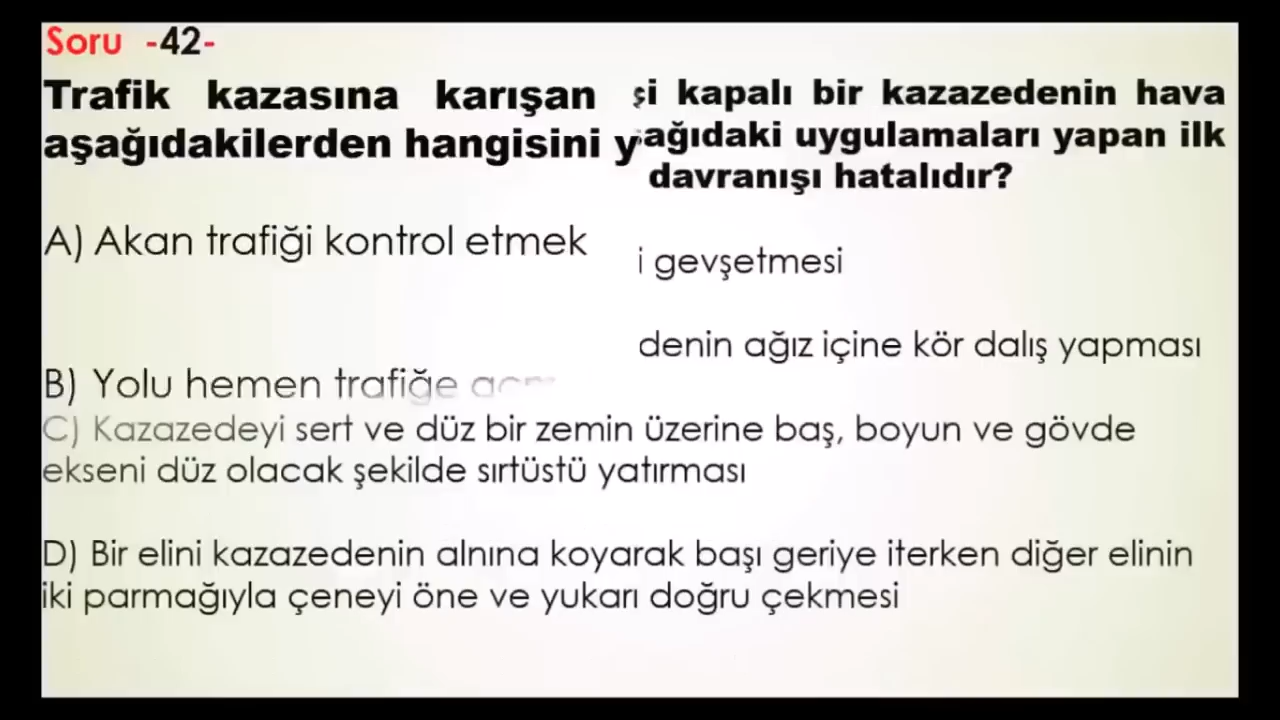 Soru -42-
Trafik kazasına karışan şi kapalı bir kazazedenin hava
aşağıdakilerden hangisini y ağıdaki uygulamaları yapan ilk
davranışı hatalıdır?
A) Akan trafiği kontrol etmek
i gevşetmesi
denin ağız içine kör dalış yapması
B) Yolu hemen trafiğe
C) Kazazedeyi sert ve düz bir zemin üzerine baş, boyun ve gövde
ekseni düz olacak şekilde sırtüstü yatırması
D) Bir elini kazazedenin alnına koyarak başı geriye iterken diğer elinin
iki parmağıyla çeneyi öne ve yukarı doğru çekmesi